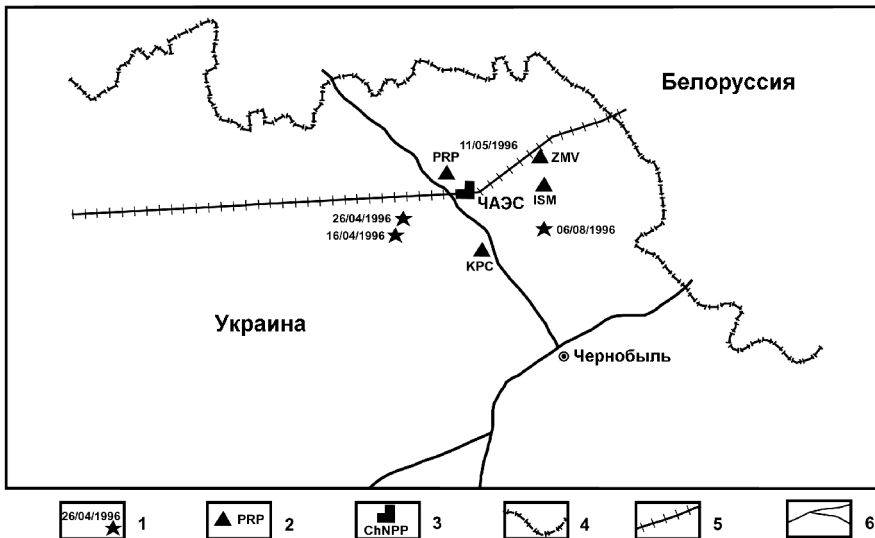 Белоруссия
11/05/1996
PRP
ZMV
ЧАЭС
ISM
26/04/1996
06/08/1996
16/04/1996
KPC
Украина
Чернобыль
26/04/1996
1
PRP
2
ChNPP
3
4
5
6